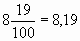 8 19/100 = 8,19